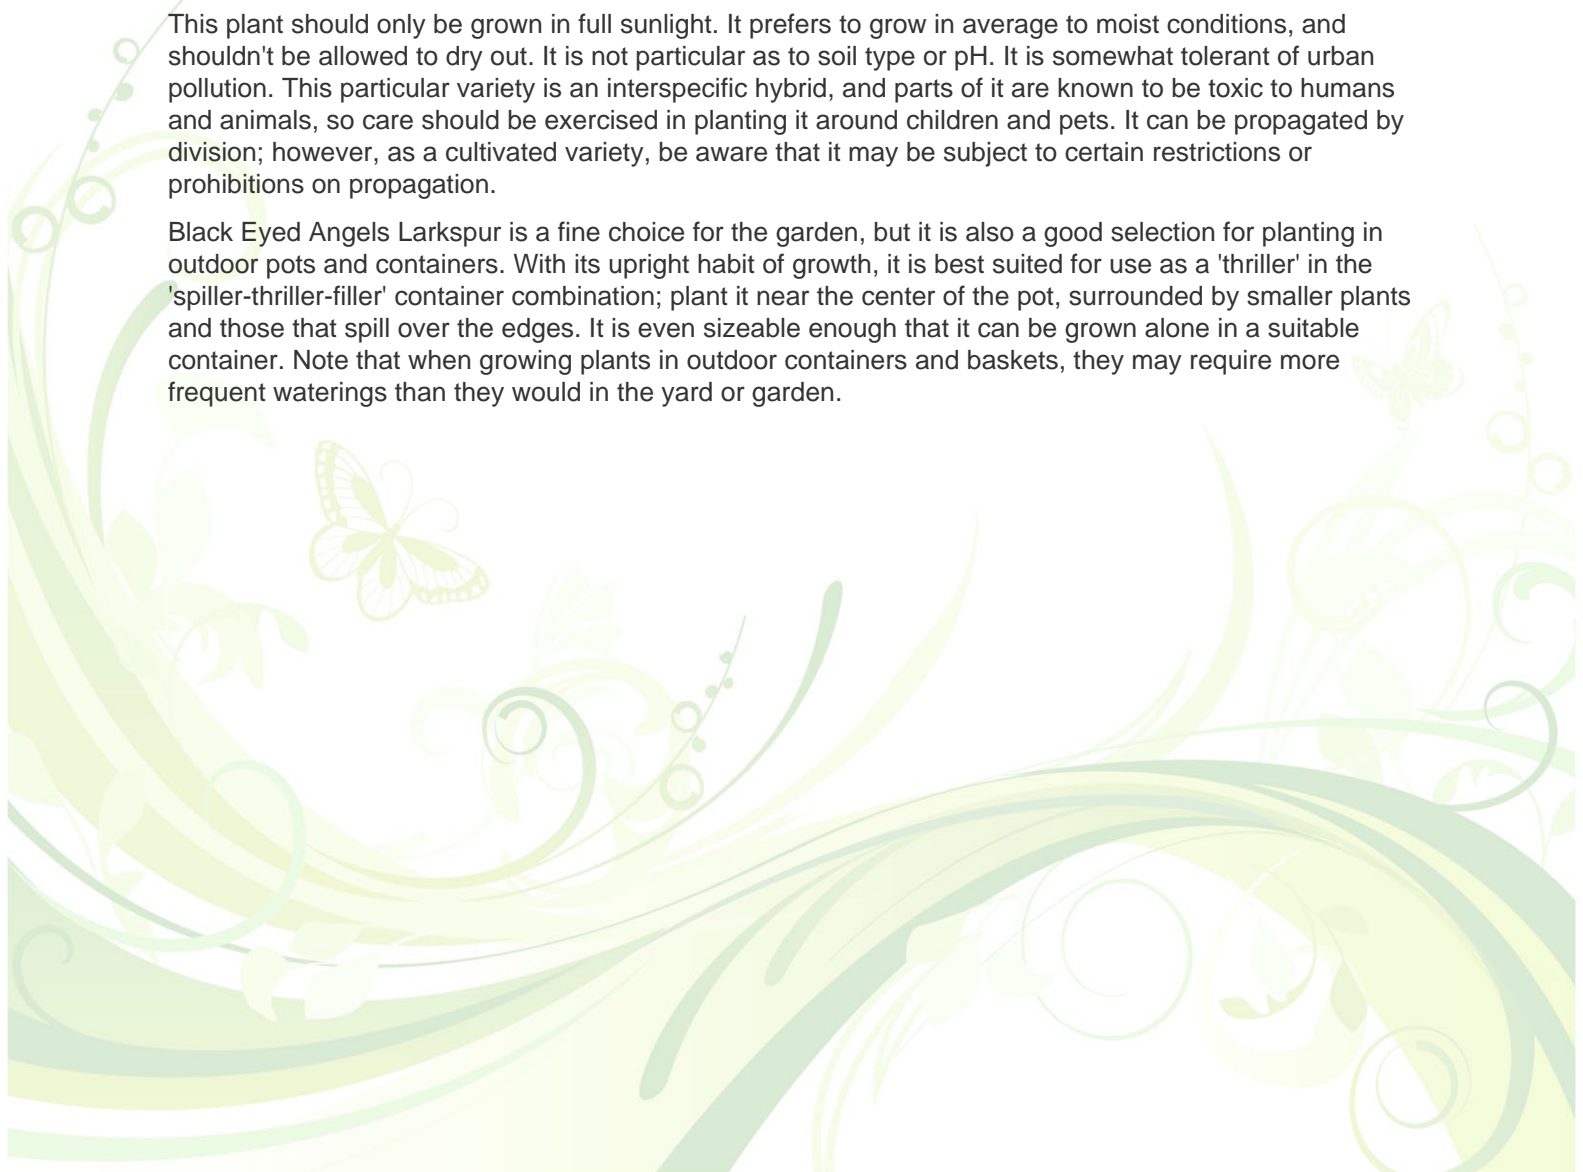 This plant should only be grown in full sunlight. It prefers to grow in average to moist conditions, and
shouldn't be allowed to dry out. It is not particular as to soil type or pH. It is somewhat tolerant of urban
pollution. This particular variety is an interspecific hybrid, and parts of it are known to be toxic to humans
and animals, so care should be exercised in planting it around children and pets. It can be propagated by
division; however, as a cultivated variety, be aware that it may be subject to certain restrictions or
prohibitions on propagation.
Black Eyed Angels Larkspur is a fine choice for the garden, but it is also a good selection for planting in
outdoor pots and containers. With its upright habit of growth, it is best suited for use as a 'thriller' in the
'spiller-thriller-filler' container combination; plant it near the center of the pot, surrounded by smaller plants
and those that spill over the edges. It is even sizeable enough that it can be grown alone in a suitable
container. Note that when growing plants in outdoor containers and baskets, they may require more
frequent waterings than they would in the yard or garden.